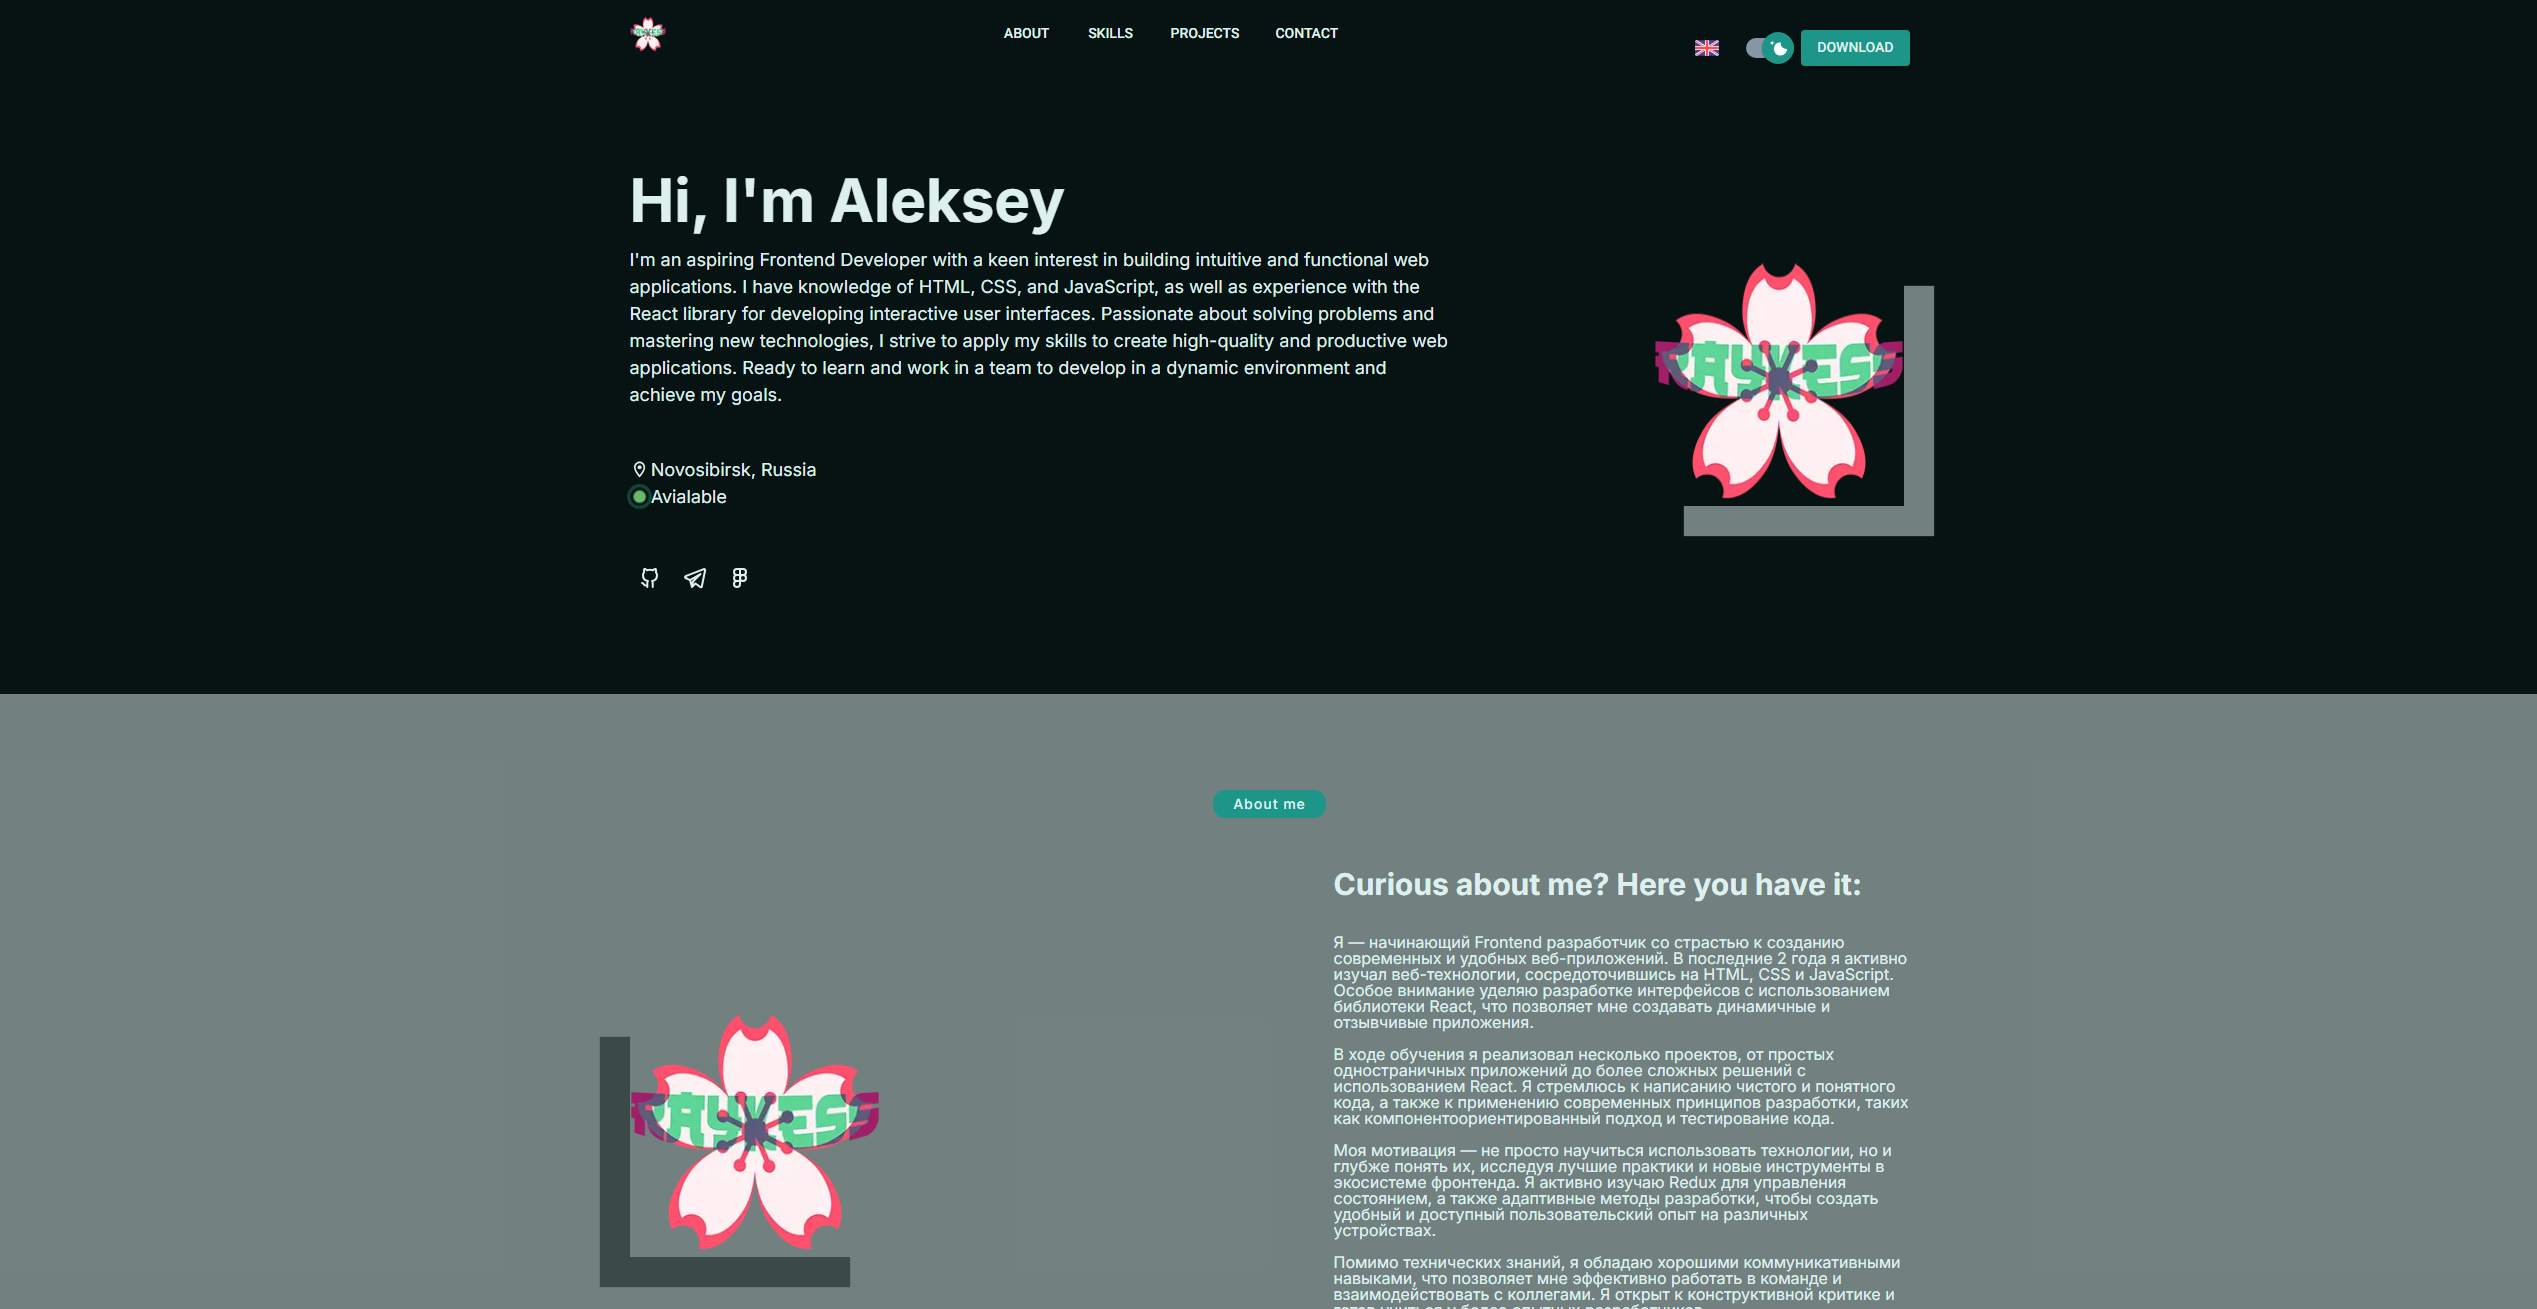 RAYKESS
ABOUT SKILLS PROJECTS CONTACT
DOWNLOAD
Hi, I'm Aleksey
I'm an aspiring Frontend Developer with a keen interest in building intuitive and functional web
applications. I have knowledge of HTML, CSS, and JavaScript, as well as experience with the
React library for developing interactive user interfaces. Passionate about solving problems and
mastering new technologies, I strive to apply my skills to create high-quality and productive web
applications. Ready to learn and work in a team to develop in a dynamic environment and
achieve my goals.
RAYKESS
Novosibirsk, Russia
Avialable
About me
Curious about me? Here you have it:
Я — начинающий Frontend разработчик со страстью к созданию
современных и удобных веб-приложений. В последние 2 года я активно
изучал веб-технологии, сосредоточившись на HTML, CSS и JavaScript.
Особое внимание уделяю разработке интерфейсов с использованием
библиотеки React, что позволяет мне создавать динамичные и
отзывчивые приложения.
В ходе обучения я реализовал несколько проектов, от простых
одностраничных приложений до более сложных решений с
использованием React. Я стремлюсь к написанию чистого и понятного
кода, а также к применению современных принципов разработки, таких
как компонентоориентированный подход и тестирование кода.
Моя мотивация — не просто научиться использовать технологии, но и
глубже понять их, исследуя лучшие практики и новые инструменты в
экосистеме фронтенда. Я активно изучаю Redux для управления
состоянием, а также адаптивные методы разработки, чтобы создать
удобный и доступный пользовательский опыт на различных
устройствах.
Помимо технических знаний, я обладаю хорошими коммуникативными
навыками, что позволяет мне эффективно работать в команде и
взаимодействовать с коллегами. Я открыт к конструктивной критике и
RAYKESS